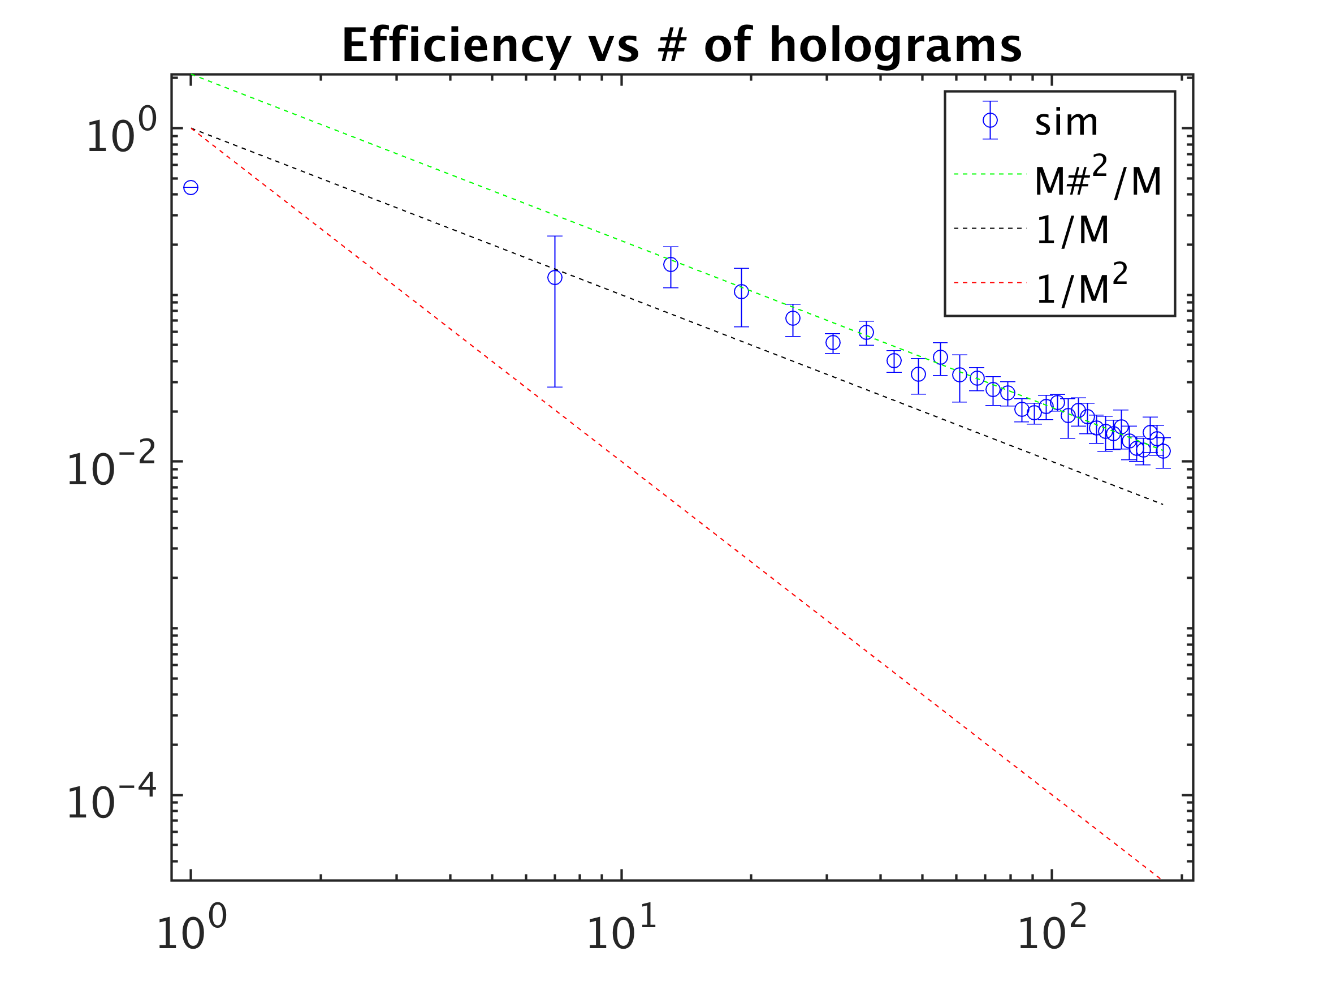 Efficiency vs # of holograms
10^0
10^-2
10^-4
10^0
10^1
10^2
sim
M#^2/M
1/M
1/M^2